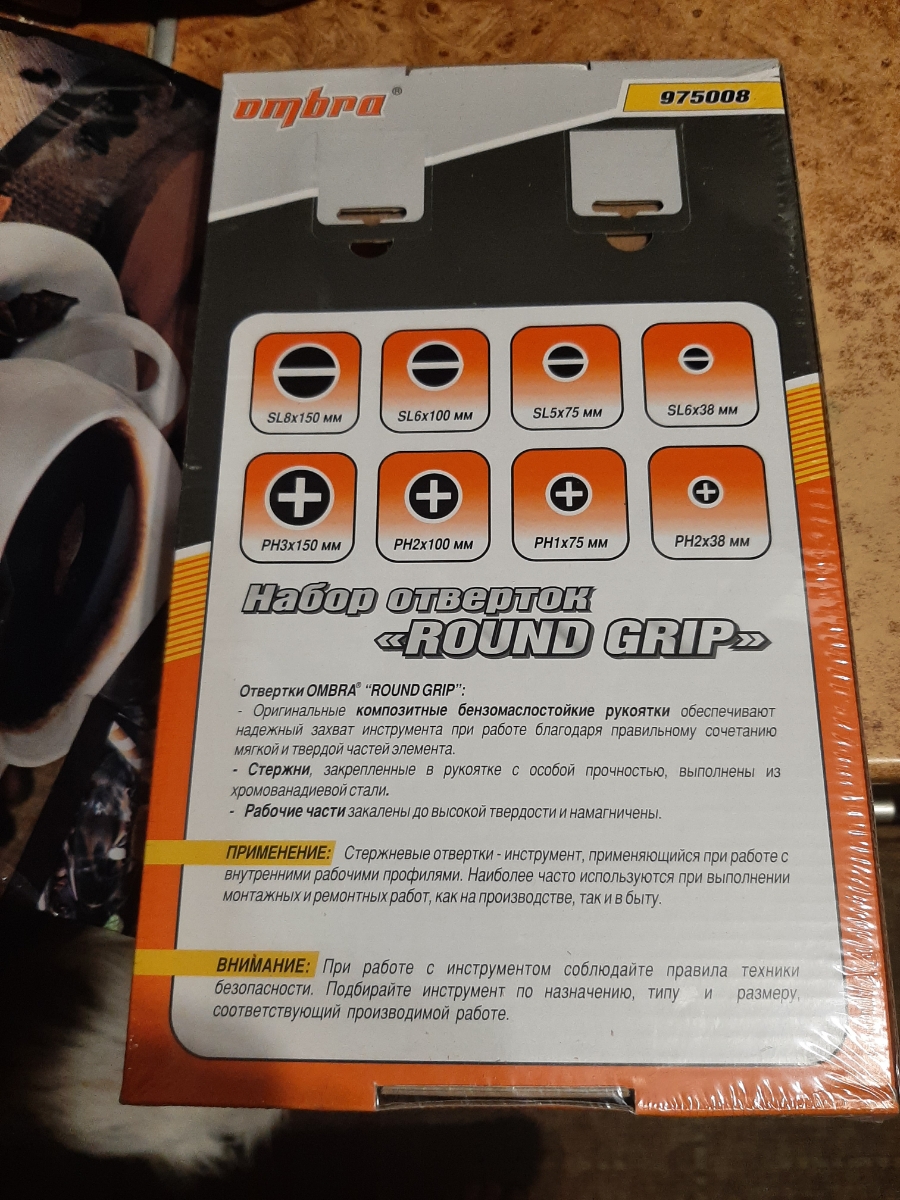 ombra®
975008
SL8x150 мм
SL6x100 мм
SL5x75 мм
SL6x38 мм
PH3x150 мм
PH2x100 мм
PH1x75 мм
PH2x38 мм
Набор отверток
«ROUND GRIP»
Отвертки OMBRA® “ROUND GRIP”:
- Оригинальные композитные бензомаслостойкие рукоятки обеспечивают
надежный захват инструмента при работе благодаря правильному сочетанию
мягкой и твердой частей элемента.
- Стержни, закрепленные в рукоятке с особой прочностью, выполнены из
хромованадиевой стали.
- Рабочие части закалены до высокой твердости и намагничены.
ПРИМЕНЕНИЕ: Стержневые отвертки - инструмент, применяющийся при работе с
внутренними рабочими профилями. Наиболее часто используются при выполнении
монтажных и ремонтных работ, как на производстве, так и в быту.
ВНИМАНИЕ: При работе с инструментом соблюдайте правила техники
безопасности. Подбирайте инструмент по назначению, типу и размеру,
соответствующий производимой работе.